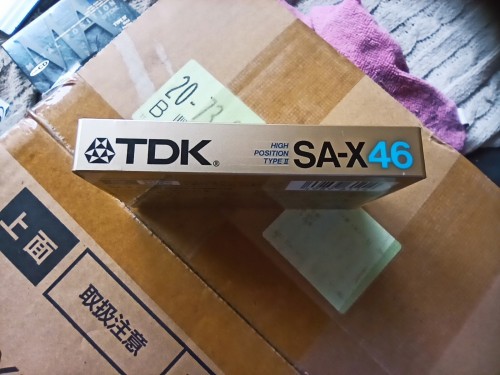 20-73
B
TDK®
HIGH
POSITION
TYPE II
SA-X46
上面
取扱注意